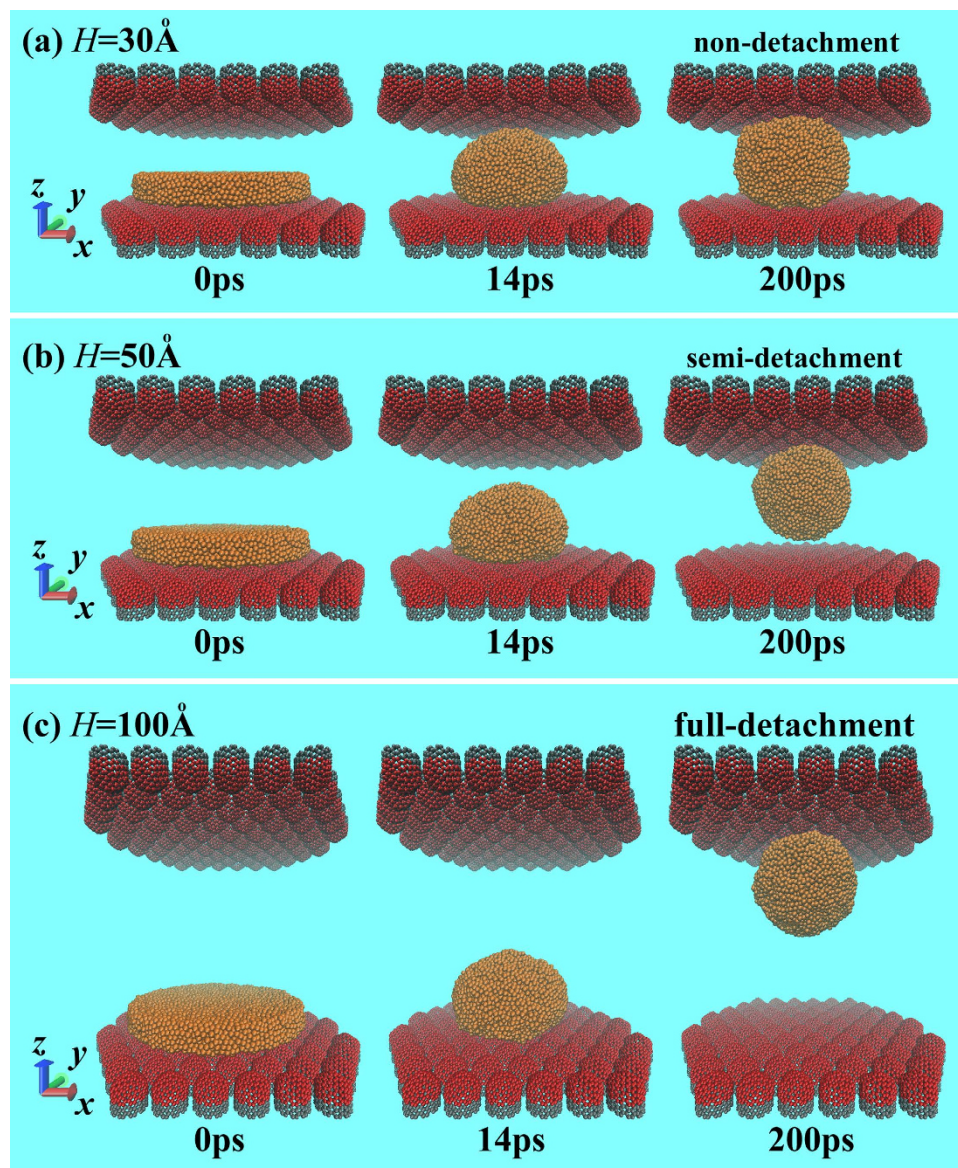 (a) H=30Å
non-detachment
z
y
x
0ps
14ps
200ps
(b) H=50Å
semi-detachment
z
y
x
0ps
14ps
200ps
(c) H=100Å
full-detachment
z
y
x
0ps
14ps
200ps